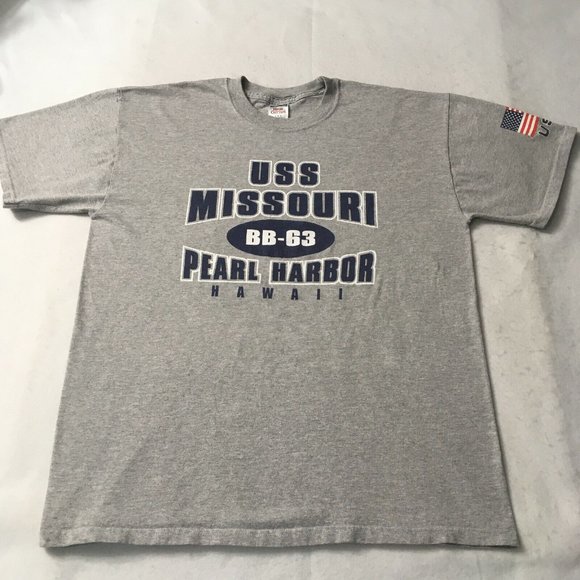 USS
MISSOURI
BB-63
PEARL HARBOR
HAWAII